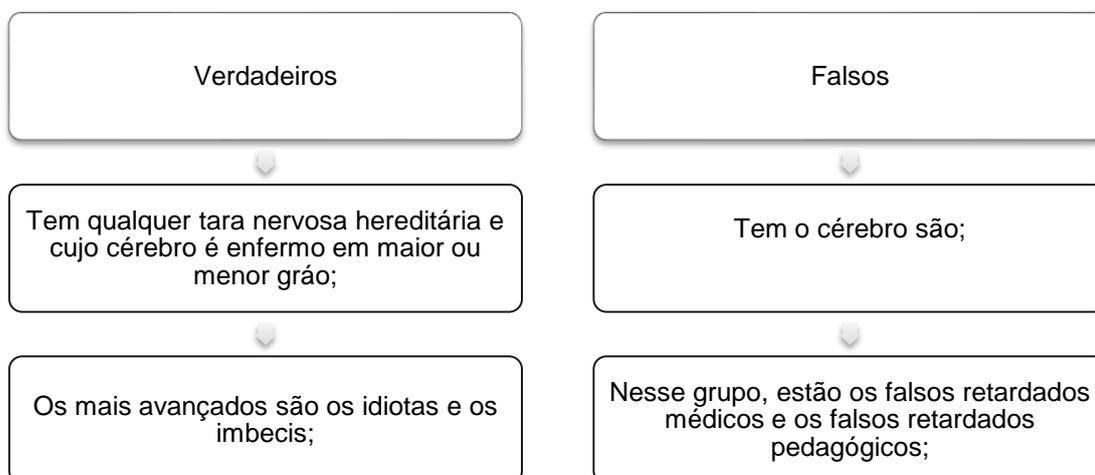 Verdadeiros
Tem qualquer tara nervosa hereditária e
cujo cérebro é enfermo em maior ou
menor gráo;
Os mais avançados são os idiotas e os
imbecis;
Falsos
Tem o cérebro são;
Nesse grupo, estão os falsos retardados
médicos e os falsos retardados
pedagógicos;